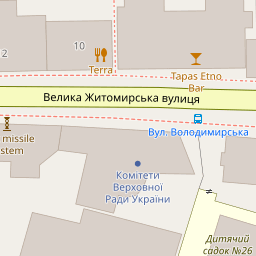 2
10
Terra
Tapas Etno
Bar
Велика Житомирська вулиця
Вул. Володимирська
missile
stem
Комітети
Верховної
Ради України
Дитячий
садок №26